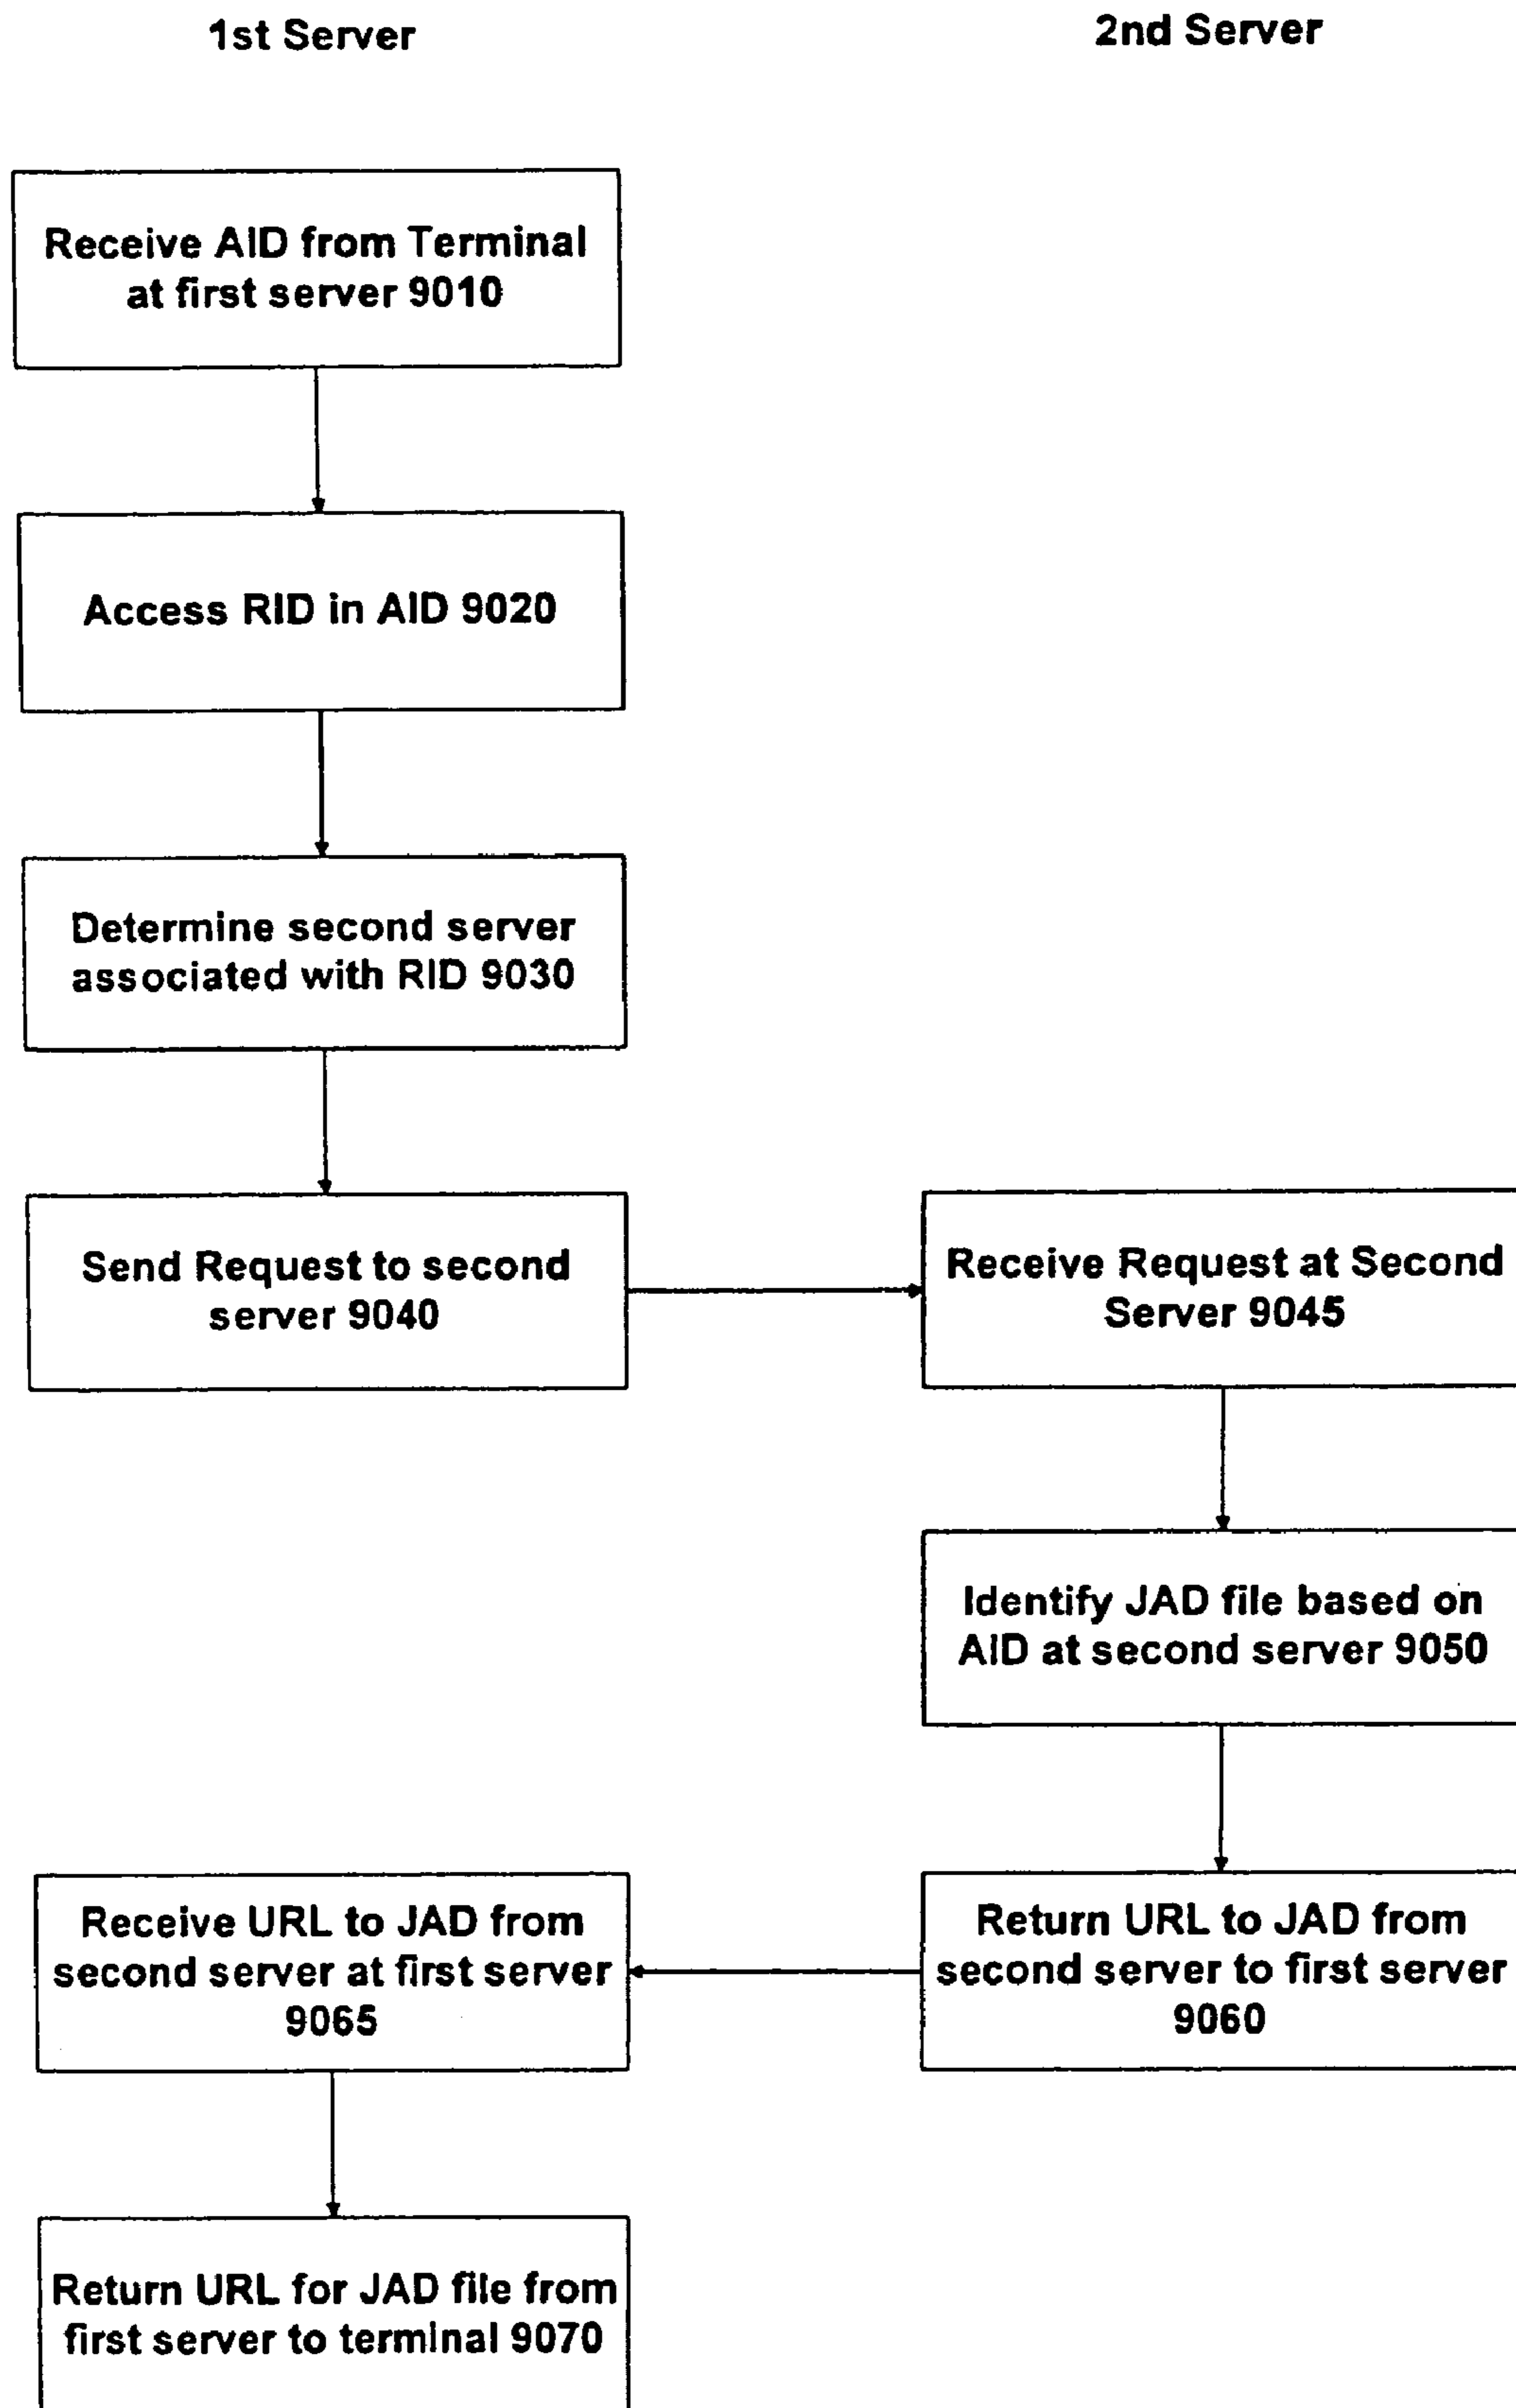 1st Server
2nd Server
Receive AID from Terminal
at first server 9010
Access RID in AID 9020
Determine second server
associated with RID 9030
Send Request to second
server 9040
Receive Request at Second
Server 9045
Identify JAD file based on
AID at second server 9050
Return URL to JAD from
second server to first server
9060
Receive URL to JAD from
second server at first server
9065
Return URL for JAD file from
first server to terminal 9070